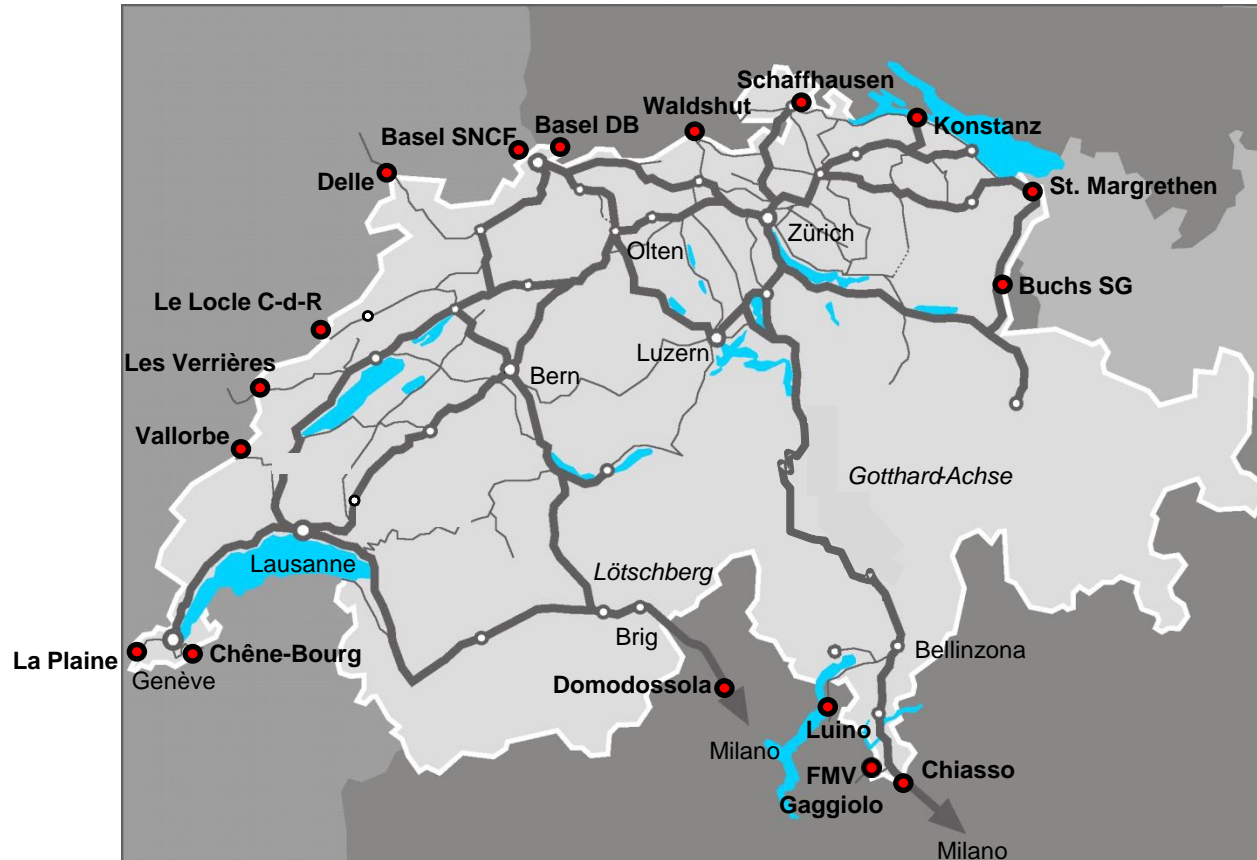 Schaffhausen
Waldshut
Basel DB
Basel SNCF
Konstanz
Delle
St. Margrethen
Zürich
Olten
Buchs SG
Le Locle C-d-R
Luzern
Les Verrières
Bern
Vallorbe
Gotthard-Achse
Lausanne
Lötschberg
Brig
Bellinzona
La Plaine
Chêne-Bourg
Genève
Domodossola
Luino
Milano
FMV
Gaggiolo
Chiasso
Milano